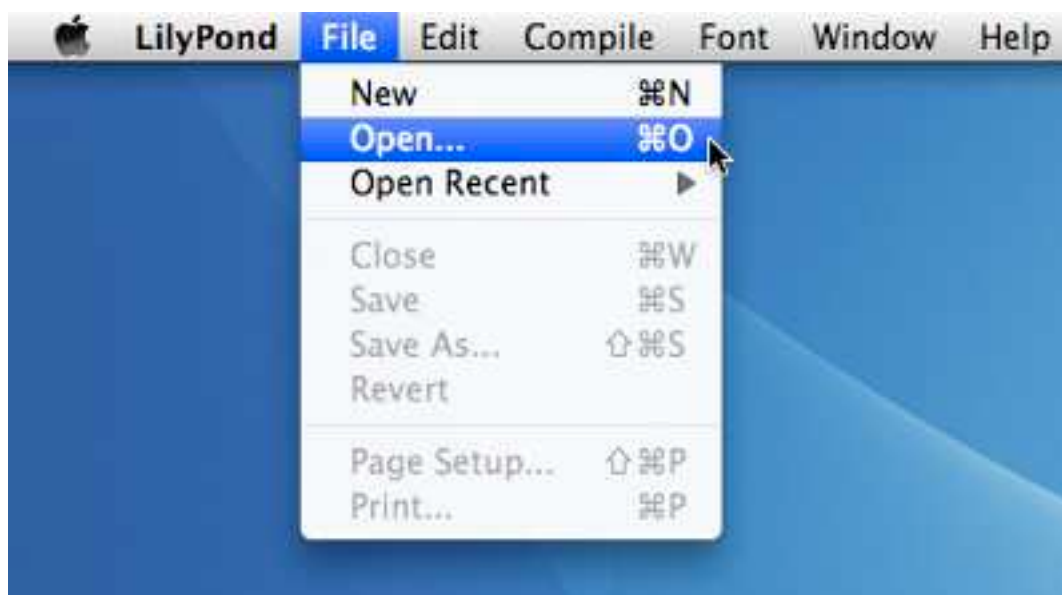 LilyPond File Edit Compile Font Window Help
New ⌘N
Open... ⌘O
Open Recent ▶
Close ⌘W
Save ⌘S
Save As... ⇧⌘S
Revert
Page Setup... ⇧⌘P
Print... ⌘P